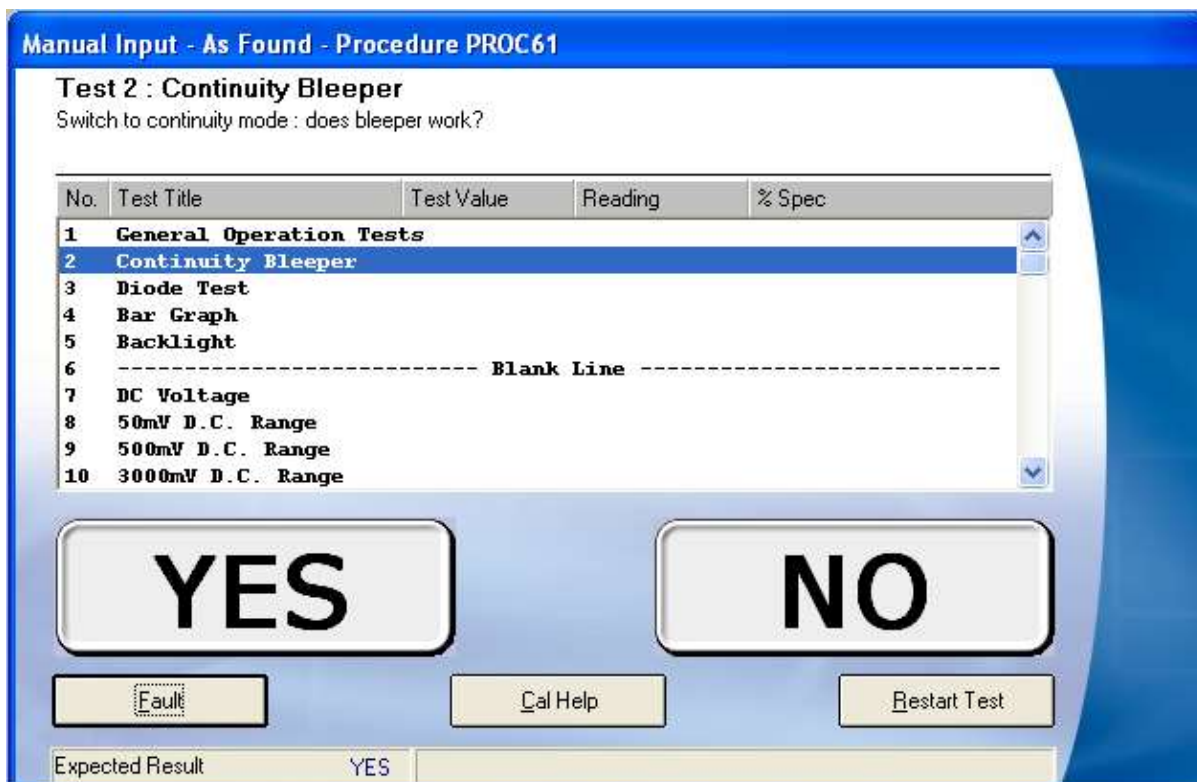 Manual Input - As Found - Procedure PROC61
Test 2 : Continuity Bleeper
Switch to continuity mode : does bleeper work?
No. Test Title Test Value Reading % Spec
1 General Operation Tests
2 Continuity Bleeper
3 Diode Test
4 Bar Graph
5 Backlight
6 --------------------------- Blank Line ---------------------------
7 DC Voltage
8 50mV D.C. Range
9 500mV D.C. Range
10 3000mV D.C. Range
YES NO
Fault Cal Help Restart Test
Expected Result YES